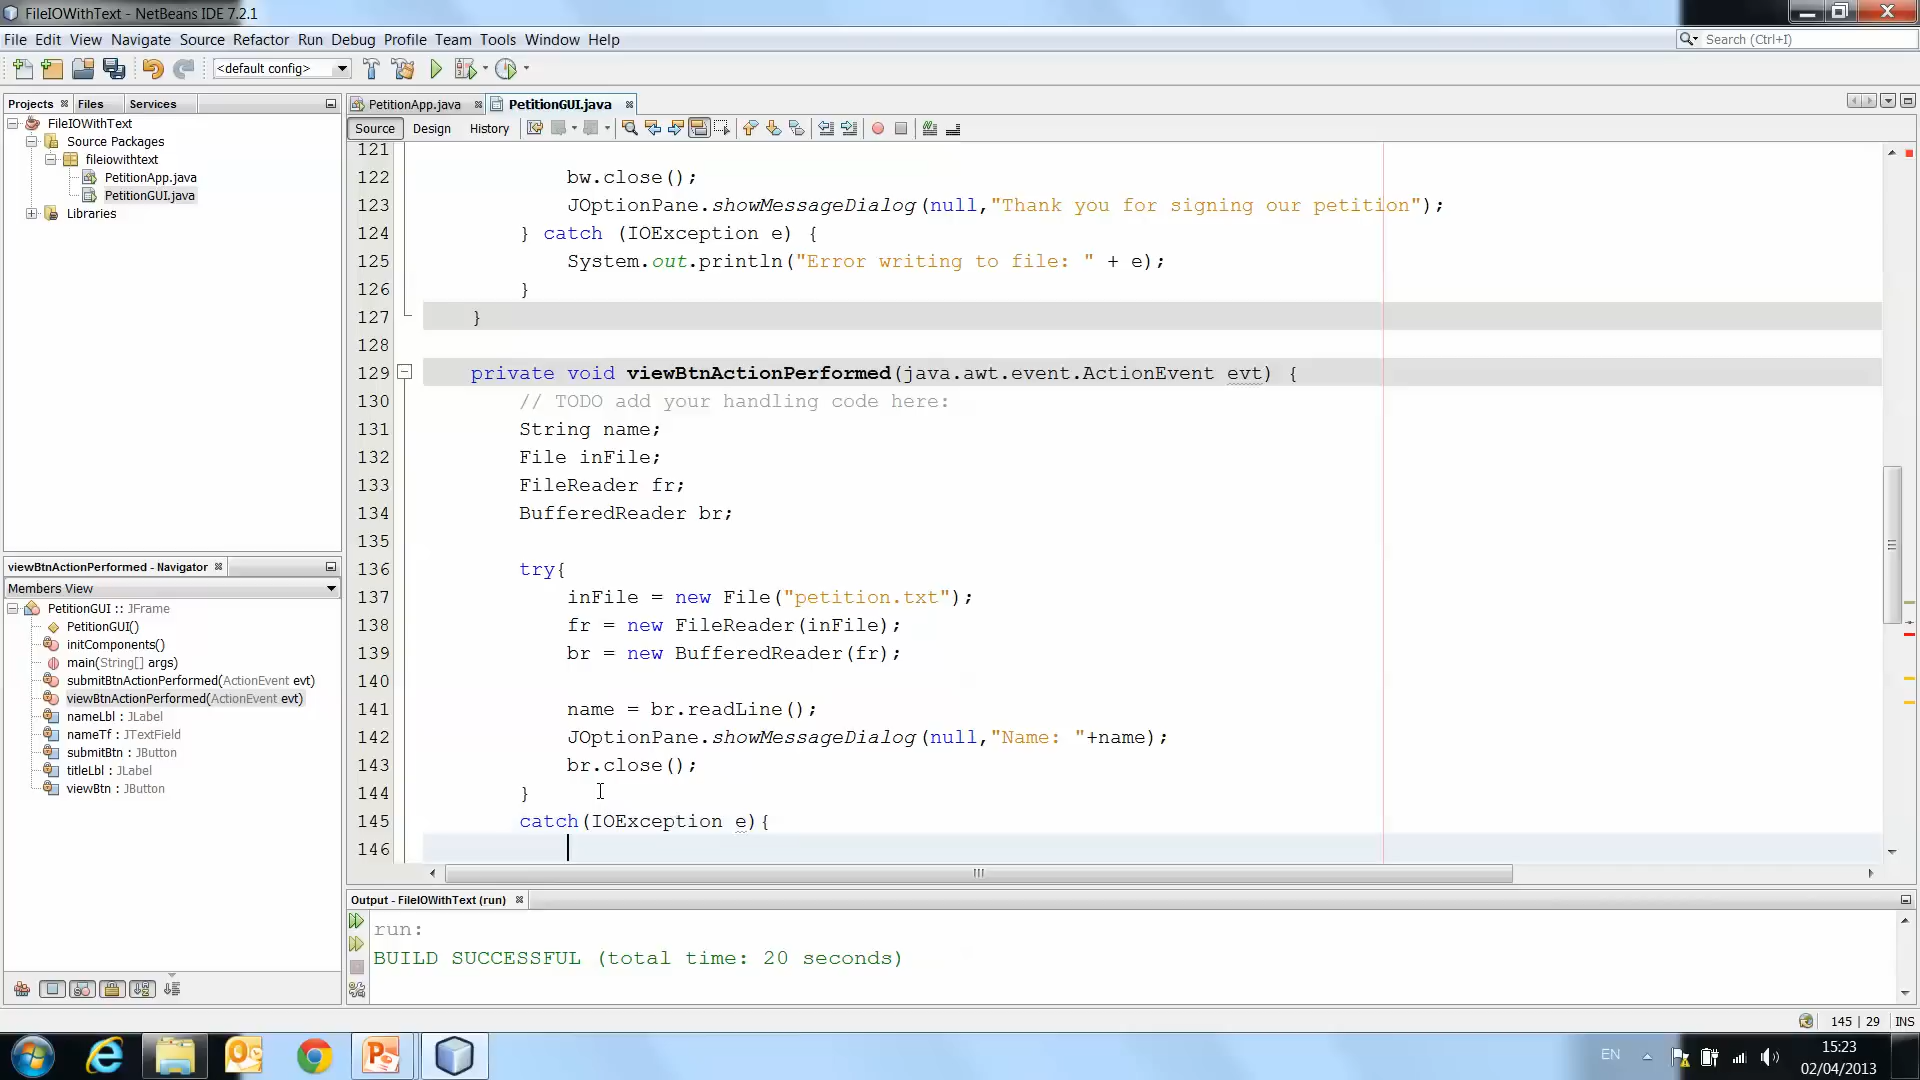 FileIOWithText - NetBeans IDE 7.2.1
File Edit View Navigate Source Refactor Run Debug Profile Team Tools Window Help
Search (Ctrl+I)
<default config>
Projects Files Services
PetitionApp.java PetitionGUI.java
FileIOWithText
Source Packages
fileiowithtext
PetitionApp.java
PetitionGUI.java
Libraries
Source Design History
121
122 bw.close();
123 JOptionPane.showMessageDialog(null,"Thank you for signing our petition");
124 } catch (IOException e) {
125 System.out.println("Error writing to file: " + e);
126 }
127 }
128
129 private void viewBtnActionPerformed(java.awt.event.ActionEvent evt) {
130 // TODO add your handling code here:
131 String name;
132 File inFile;
133 FileReader fr;
134 BufferedReader br;
135
136 try{
137 inFile = new File("petition.txt");
138 fr = new FileReader(inFile);
139 br = new BufferedReader(fr);
140
141 name = br.readLine();
142 JOptionPane.showMessageDialog(null,"Name: "+name);
143 br.close();
144 }
145 catch(IOException e){
146
viewBtnActionPerformed - Navigator
Members View
PetitionGUI :: JFrame
PetitionGUI()
initComponents()
main(String[] args)
submitBtnActionPerformed(ActionEvent evt)
viewBtnActionPerformed(ActionEvent evt)
nameLbl : JLabel
nameTf : JTextField
submitBtn : JButton
titleLbl : JLabel
viewBtn : JButton
Output - FileIOWithText (run)
run:
BUILD SUCCESSFUL (total time: 20 seconds)
145 | 29 INS
EN
15:23
02/04/2013